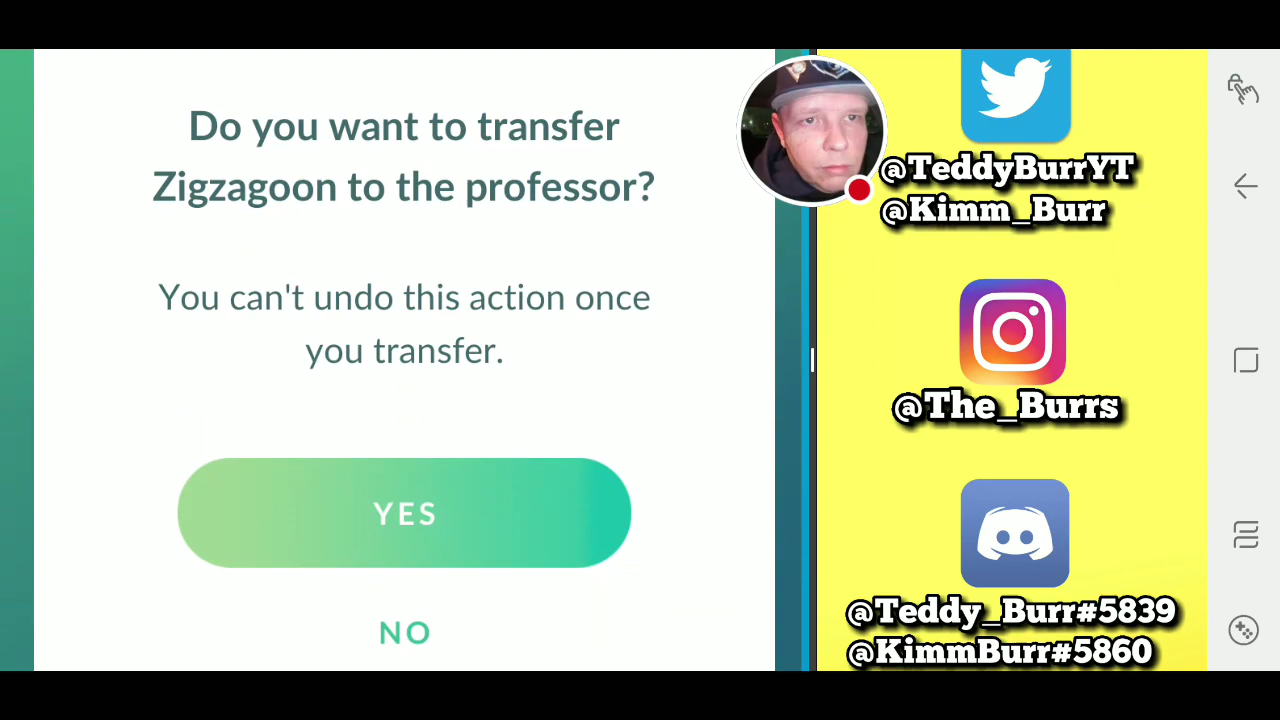 Do you want to transfer
Zigzagoon to the professor?
You can't undo this action once
you transfer.
YES
NO
@TeddyBurrYT
@Kimm_Burr
@The_Burrs
@Teddy_Burr#5839
@KimmBurr#5860